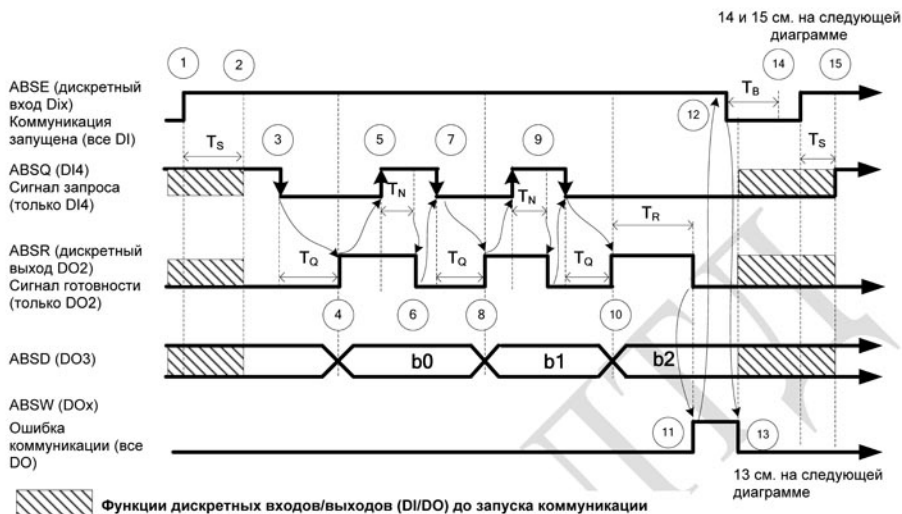 14 и 15 см. на следующей
диаграмме
1
2
14
15
ABSE (дискретный
вход Dix)
Коммуникация
запущена (все DI)
TB
12
TS
3
5
7
9
TS
ABSQ (DI4)
Сигнал запроса
(только DI4)
TN
TN
TR
ABSR (дискретный
выход DO2)
Сигнал готовности
(только DO2)
TQ
TQ
TQ
4
6
8
10
ABSD (DO3)
b0
b1
b2
ABSW (DOx)
Ошибка
коммуникации (все
DO)
11
13
13 см. на следующей
диаграмме
Функции дискретных входов/выходов (DI/DO) до запуска коммуникации